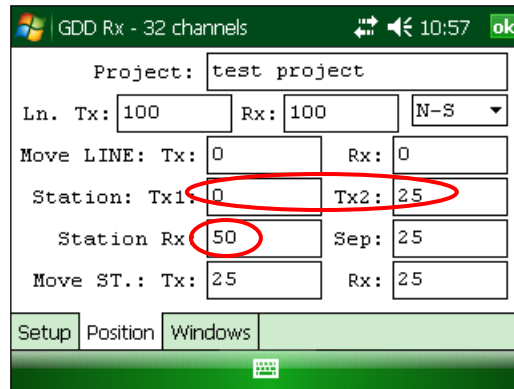 GDD Rx - 32 channels 10:57 ok
Project: test project
Ln. Tx: 100 Rx: 100 N-S
Move LINE: Tx: 0 Rx: 0
Station: Tx1: 0 Tx2: 25
Station Rx 50 Sep: 25
Move ST.: Tx: 25 Rx: 25
Setup Position Windows